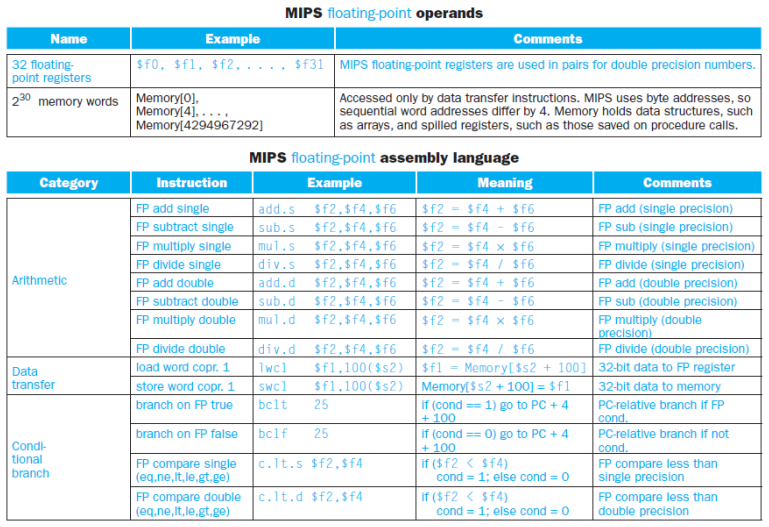 MIPS floating-point operands
Name Example Comments
32 floating-
point registers
$f0, $f1, $f2, . . . , $f31
MIPS floating-point registers are used in pairs for double precision numbers.
2^30 memory words
Memory[0],
Memory[4], . . . ,
Memory[4294967292]
Accessed only by data transfer instructions. MIPS uses byte addresses, so
sequential word addresses differ by 4. Memory holds data structures, such
as arrays, and spilled registers, such as those saved on procedure calls.
MIPS floating-point assembly language
Category Instruction Example Meaning Comments
Arithmetic
FP add single add.s $f2,$f4,$f6 $f2 = $f4 + $f6 FP add (single precision)
FP subtract single sub.s $f2,$f4,$f6 $f2 = $f4 - $f6 FP sub (single precision)
FP multiply single mul.s $f2,$f4,$f6 $f2 = $f4 × $f6 FP multiply (single precision)
FP divide single div.s $f2,$f4,$f6 $f2 = $f4 / $f6 FP divide (single precision)
FP add double add.d $f2,$f4,$f6 $f2 = $f4 + $f6 FP add (double precision)
FP subtract double sub.d $f2,$f4,$f6 $f2 = $f4 - $f6 FP sub (double precision)
FP multiply double mul.d $f2,$f4,$f6 $f2 = $f4 × $f6 FP multiply (double
precision)
FP divide double div.d $f2,$f4,$f6 $f2 = $f4 / $f6 FP divide (double precision)
Data
transfer
load word copr. 1 lwc1 $f1,100($s2) $f1 = Memory[$s2 + 100] 32-bit data to FP register
store word copr. 1 swc1 $f1,100($s2) Memory[$s2 + 100] = $f1 32-bit data to memory
Condi-
tional
branch
branch on FP true bclt 25 if (cond == 1) go to PC + 4
+ 100
PC-relative branch if FP
cond.
branch on FP false bclf 25 if (cond == 0) go to PC + 4
+ 100
PC-relative branch if not
cond.
FP compare single
(eq,ne,lt,le,gt,ge)
c.lt.s $f2,$f4
if ($f2 < $f4)
cond = 1; else cond = 0
FP compare less than
single precision
FP compare double
(eq,ne,lt,le,gt,ge)
c.lt.d $f2,$f4
if ($f2 < $f4)
cond = 1; else cond = 0
FP compare less than
double precision